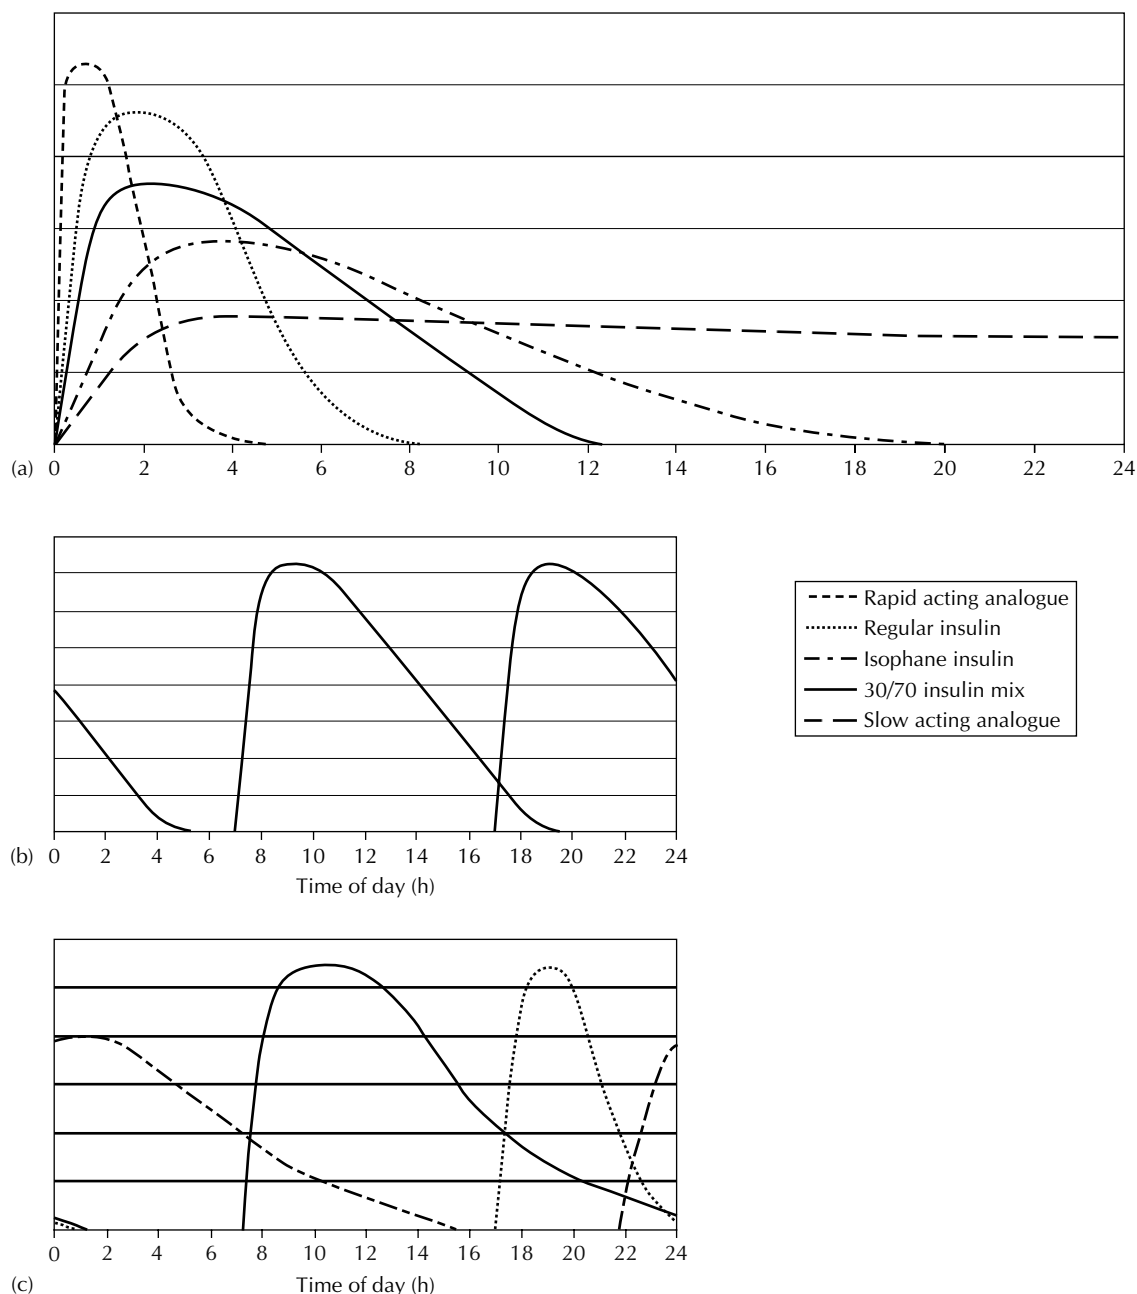 (a) 0 2 4 6 8 10 12 14 16 18 20 22 24
Rapid acting analogue
Regular insulin
Isophane insulin
30/70 insulin mix
Slow acting analogue
(b) 0 2 4 6 8 10 12 14 16 18 20 22 24
Time of day (h)
0 2 4 6 8 10 12 14 16 18 20 22 24
(c) Time of day (h)